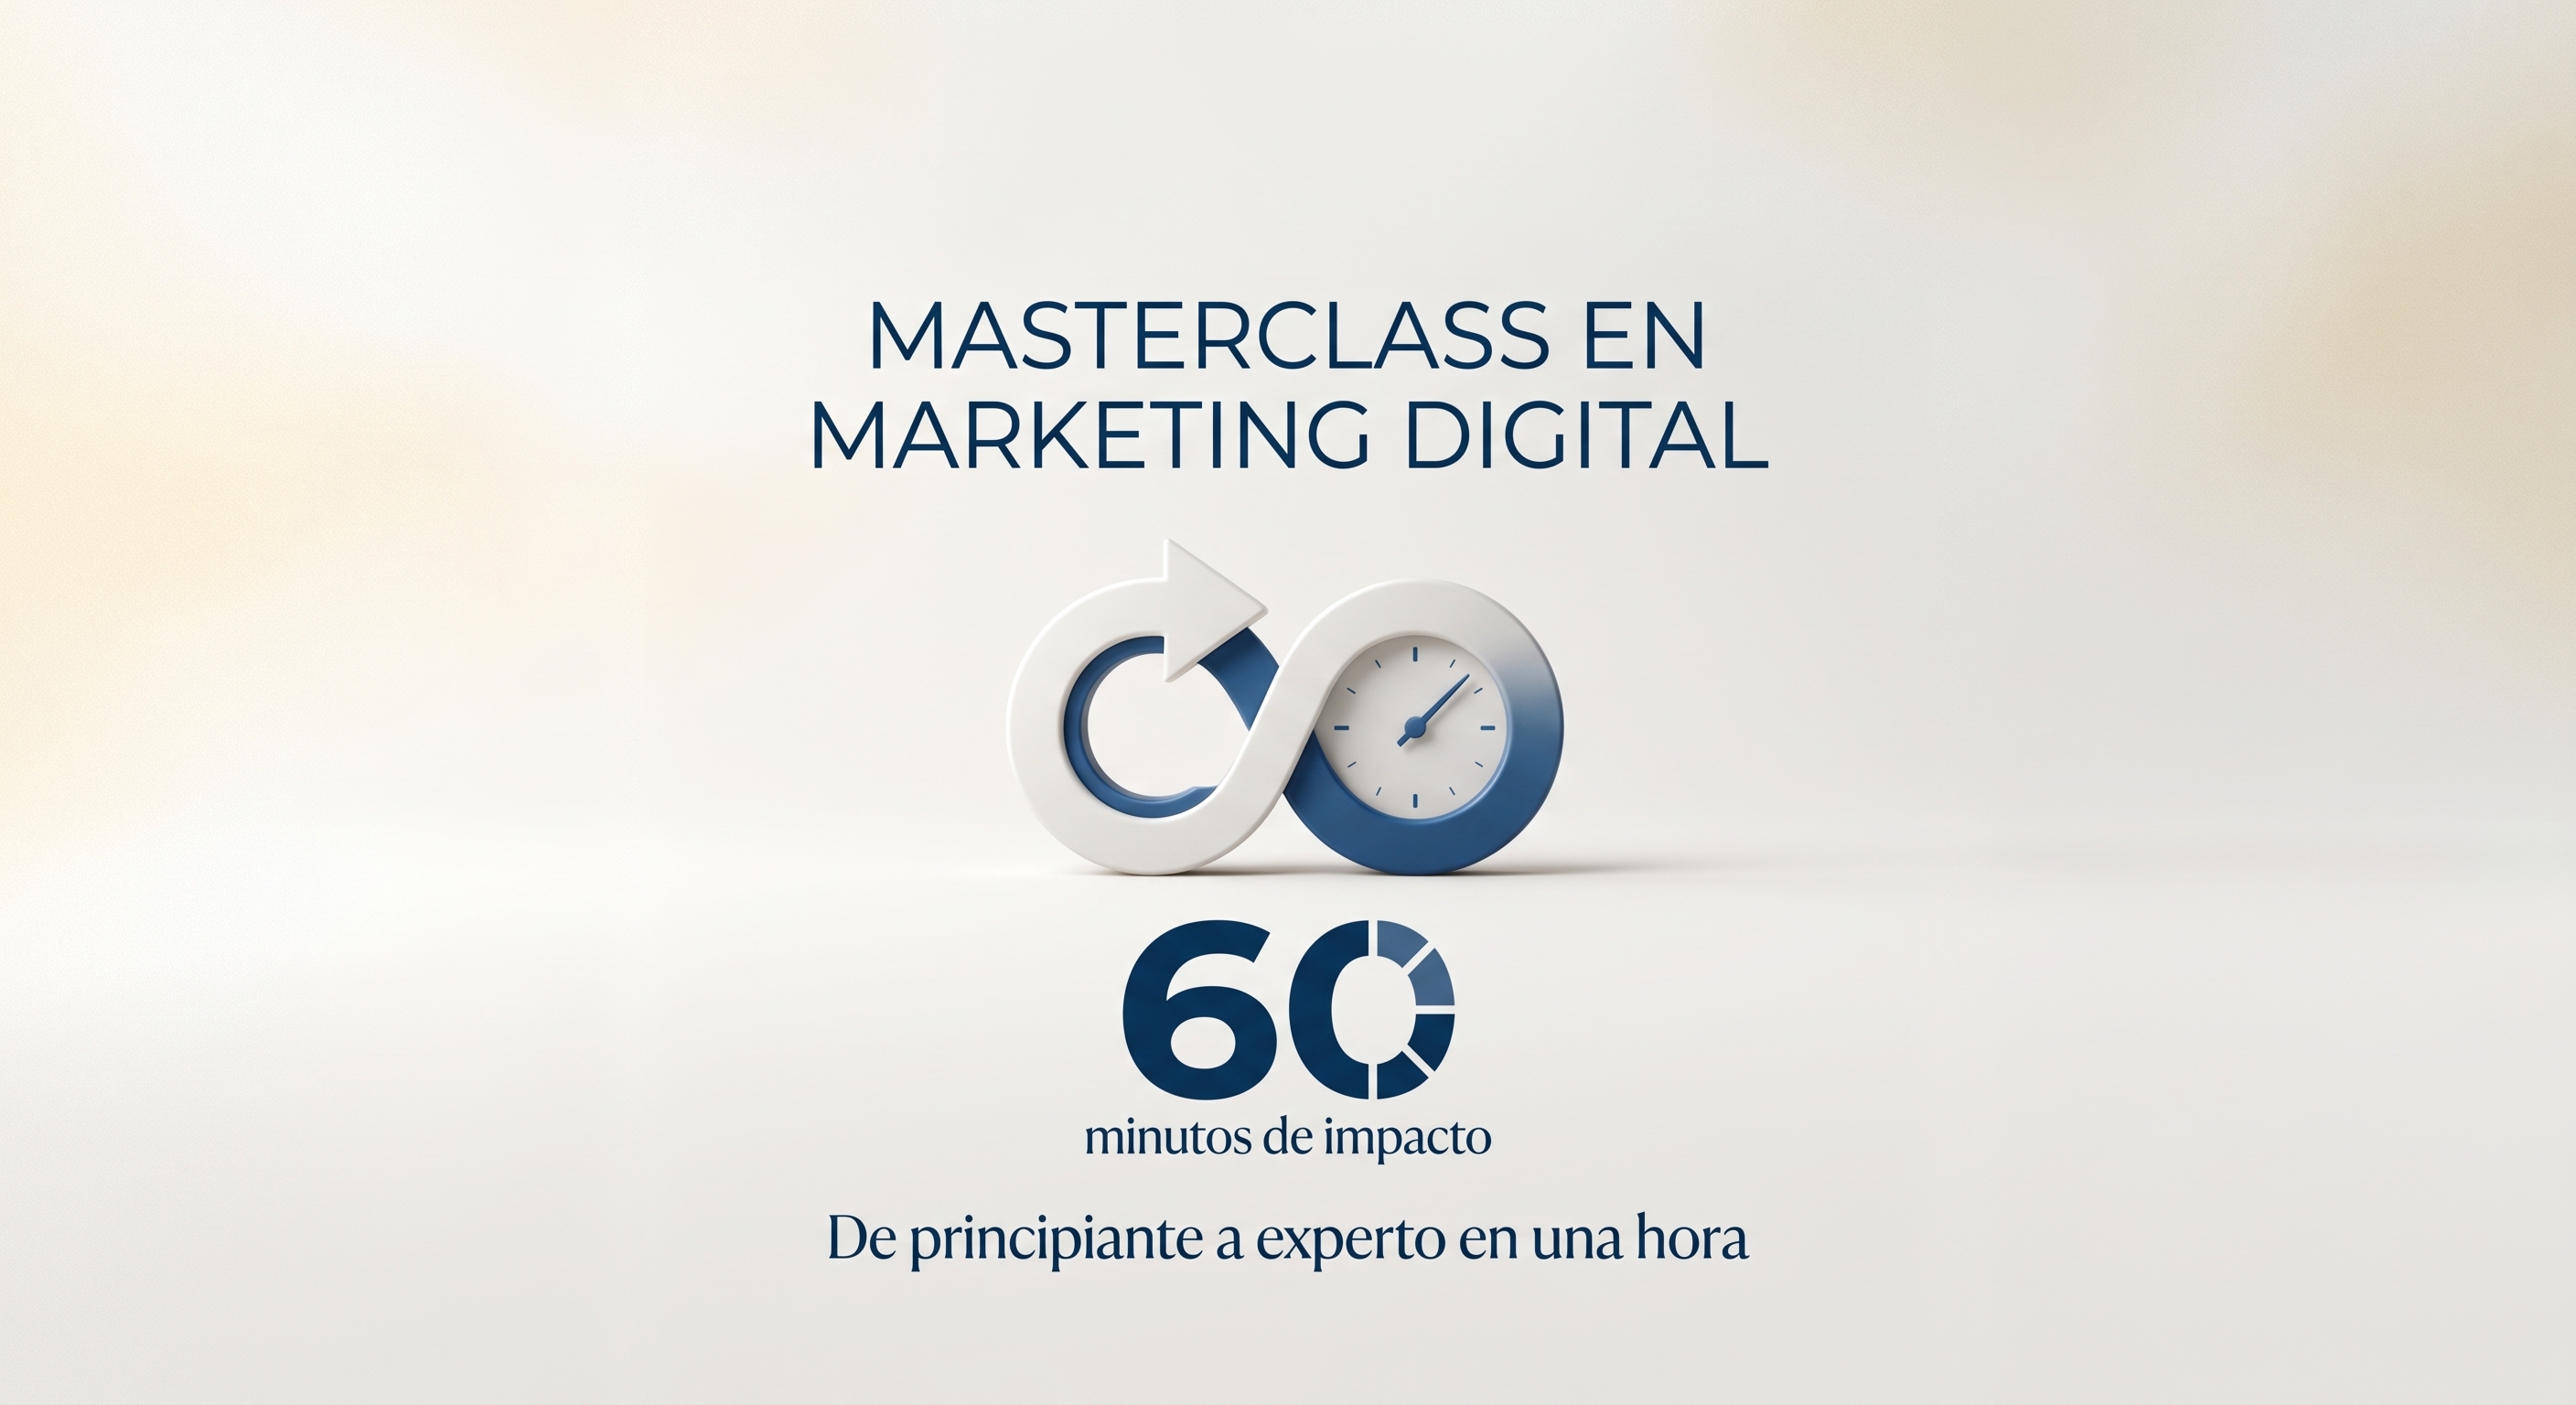 MASTERCLASS EN
MARKETING DIGITAL
60
minutos de impacto
De principiante a experto en una hora